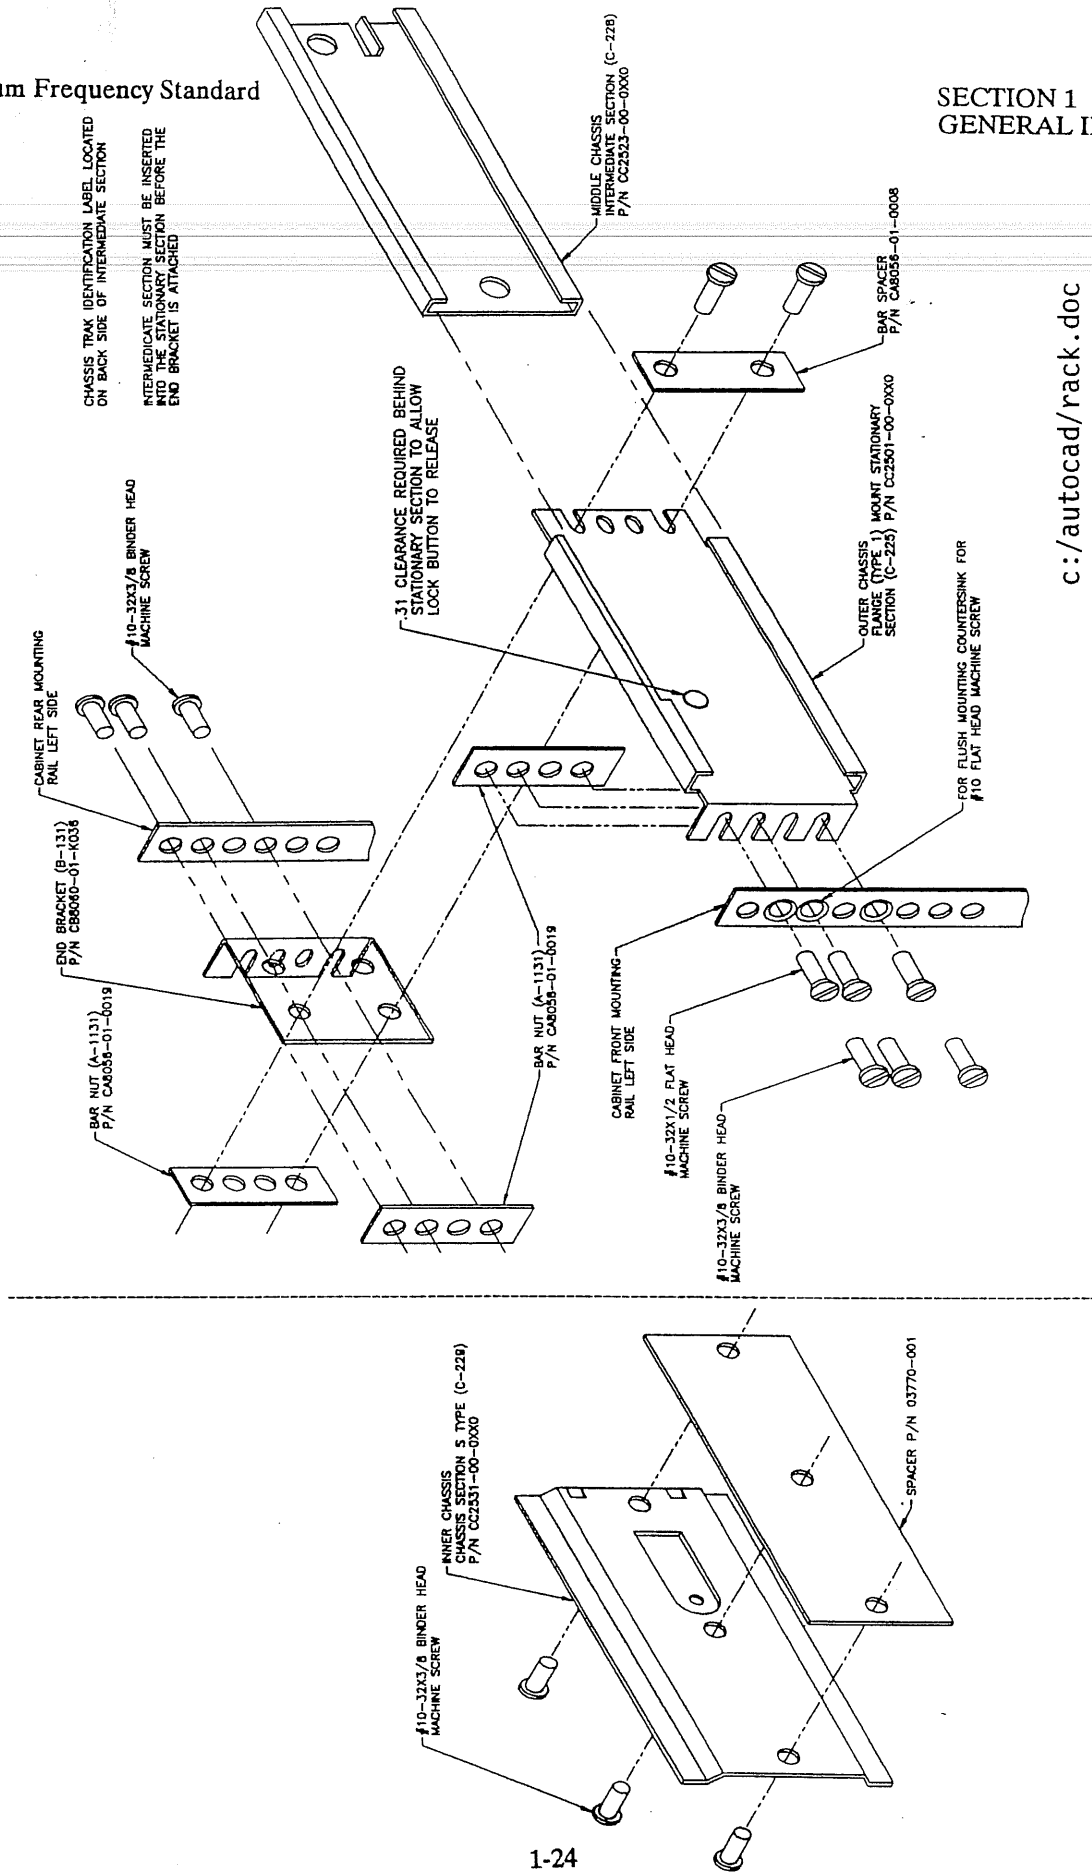 um Frequency Standard
SECTION 1
GENERAL I
CHASSIS TRAK IDENTIFICATION LABEL LOCATED
ON BACK SIDE OF INTERMEDIATE SECTION
INTERMEDICATE SECTION MUST BE INSERTED
INTO THE STATIONARY SECTION BEFORE THE
END BRACKET IS ATTACHED
MIDDLE CHASSIS
INTERMEDIATE SECTION (C-228)
P/N CC2523-00-0XX0
BAR SPACER
P/N CA8056-01-0008
.31 CLEARANCE REQUIRED BEHIND
STATIONARY SECTION TO ALLOW
LOCK BUTTON TO RELEASE
OUTER CHASSIS
FLANGE (TYPE 1) MOUNT STATIONARY
SECTION (C-225) P/N CC2501-00-0XX0
FOR FLUSH MOUNTING COUNTERSINK FOR
#10 FLAT HEAD MACHINE SCREW
#10-32X3/8 BINDER HEAD
MACHINE SCREW
CABINET REAR MOUNTING
RAIL LEFT SIDE
END BRACKET (B-131)
P/N CB8060-01-K036
BAR NUT (A-1131)
P/N CA8058-01-0019
BAR NUT (A-1131)
P/N CA8058-01-0019
CABINET FRONT MOUNTING
RAIL LEFT SIDE
#10-32X1/2 FLAT HEAD
MACHINE SCREW
#10-32X3/8 BINDER HEAD
MACHINE SCREW
c:/autocad/rack.doc
INNER CHASSIS
CHASSIS SECTION S TYPE (C-229)
P/N CC2531-00-0XX0
#10-32X3/8 BINDER HEAD
MACHINE SCREW
SPACER P/N 03770-001
1-24